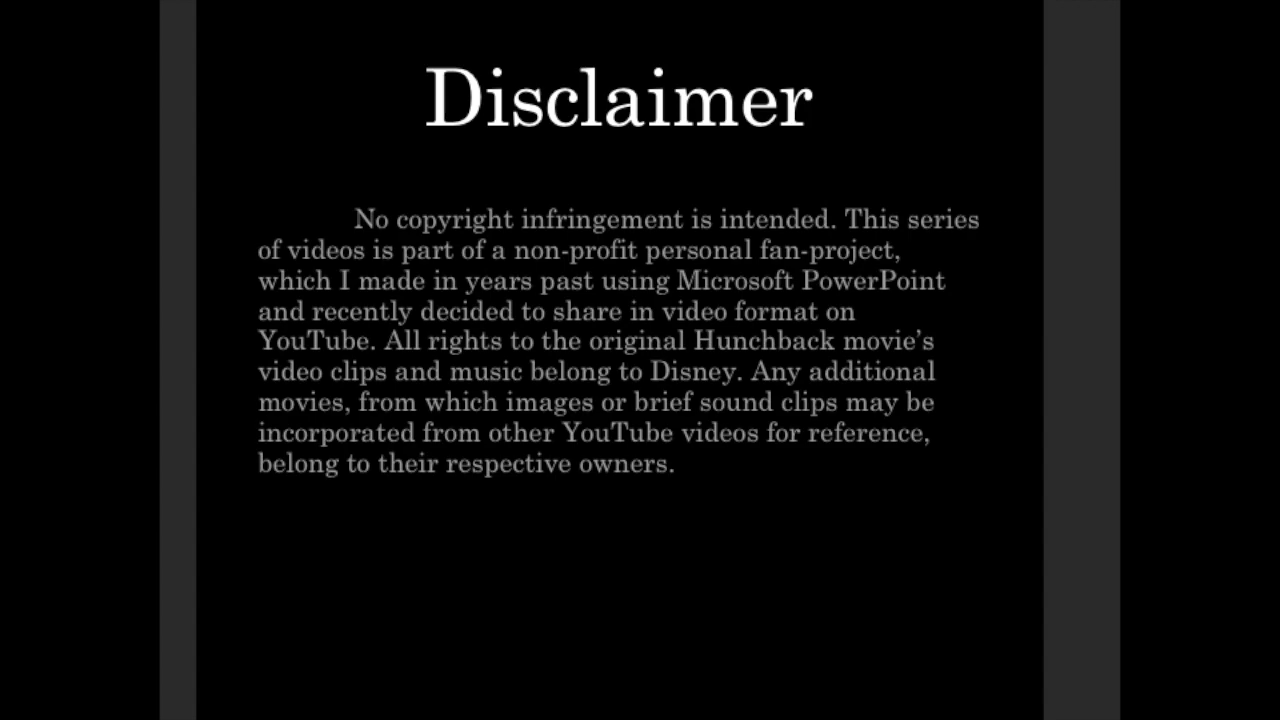 Disclaimer
No copyright infringement is intended. This series
of videos is part of a non-profit personal fan-project,
which I made in years past using Microsoft PowerPoint
and recently decided to share in video format on
YouTube. All rights to the original Hunchback movie’s
video clips and music belong to Disney. Any additional
movies, from which images or brief sound clips may be
incorporated from other YouTube videos for reference,
belong to their respective owners.